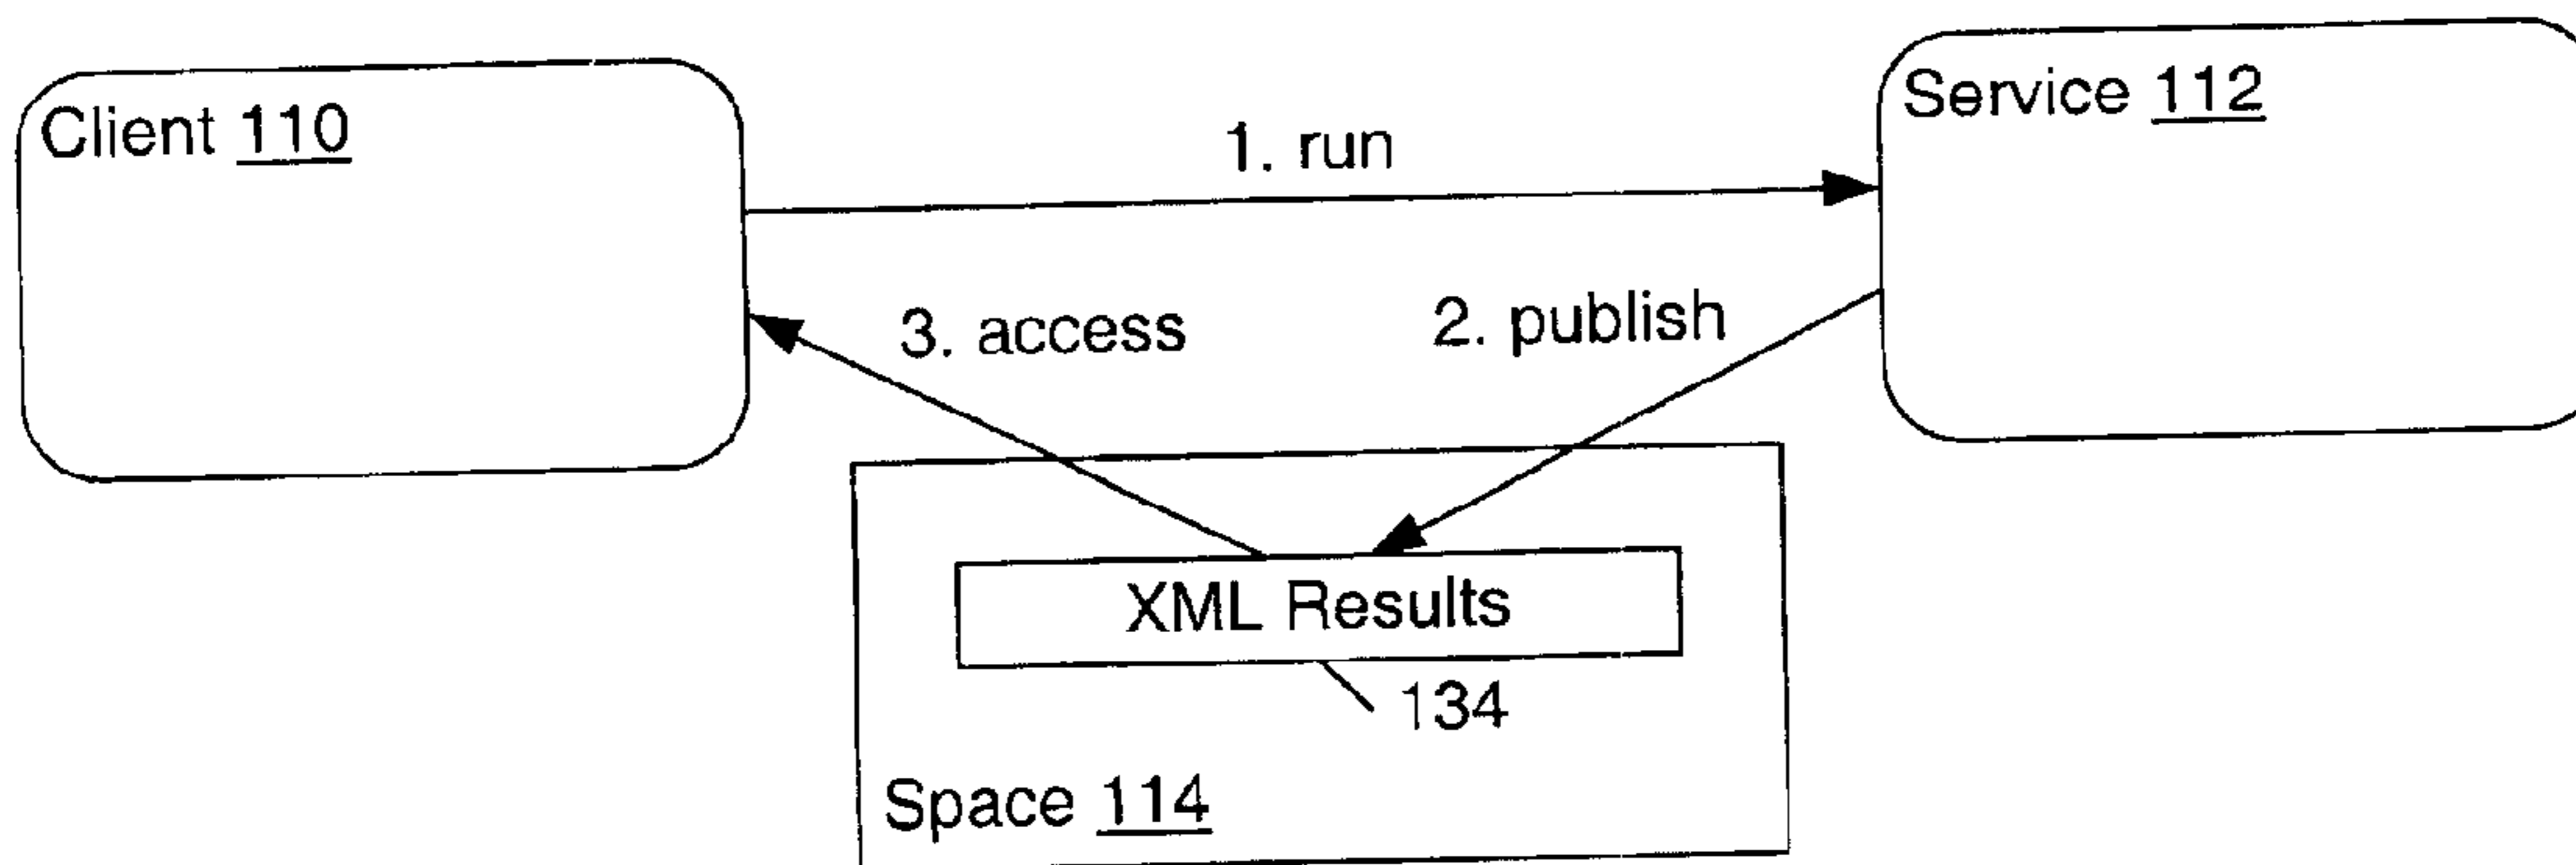 Client 110
Service 112
1. run
3. access
2. publish
XML Results
134
Space 114